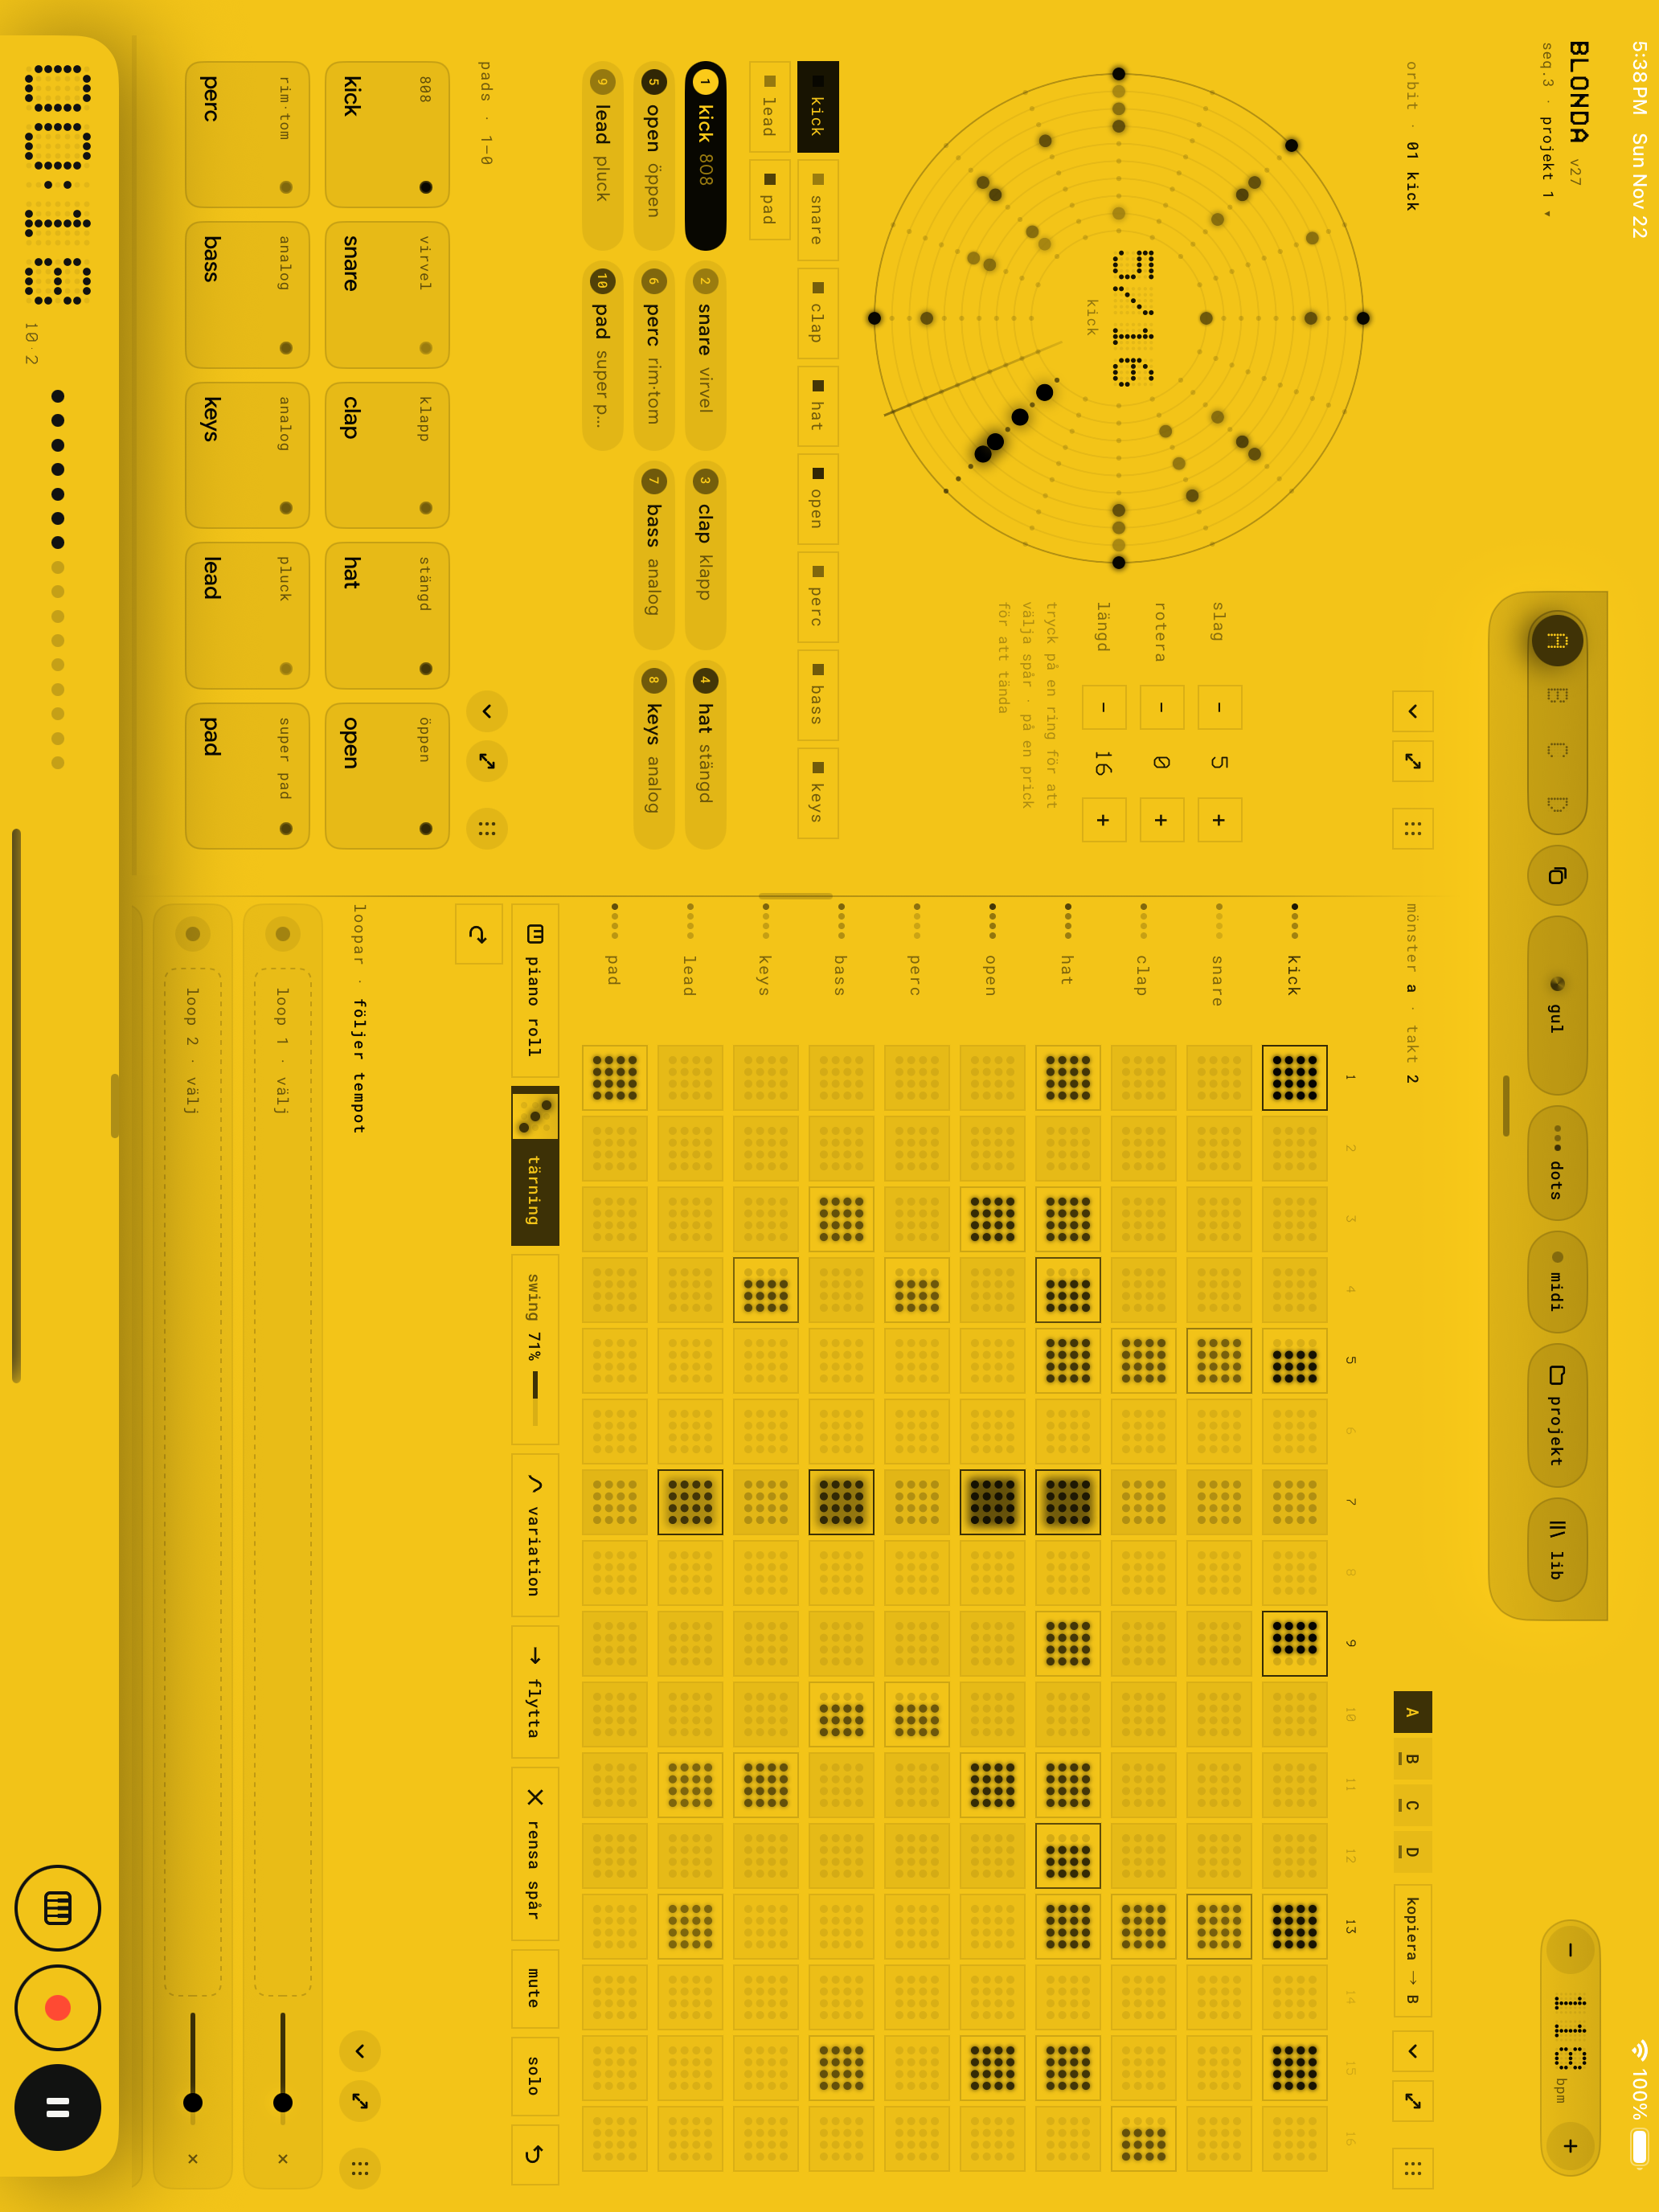 5:38 PM Sun Nov 22
100%
BLONDA v27
seq.3 · projekt 1 ▾
A B C D
gul
dots
midi
projekt
lib
− 118 bpm +
orbit · 01 kick
5/16
kick
slag − 5 +
rotera − 0 +
längd − 16 +
tryck på en ring för att
välja spår · på en prick
för att tända
kick snare clap hat open perc bass keys
lead pad
1 kick 808
2 snare virvel
3 clap klapp
4 hat stängd
5 open öppen
6 perc rim·tom
7 bass analog
8 keys analog
9 lead pluck
10 pad super p…
pads · 1–0
808
kick
virvel
snare
klapp
clap
stängd
hat
öppen
open
rim·tom
perc
analog
bass
analog
keys
pluck
lead
super pad
pad
mönster a · takt 2
A B C D kopiera → B
1 2 3 4 5 6 7 8 9 10 11 12 13 14 15 16
kick
snare
clap
hat
open
perc
bass
keys
lead
pad
piano roll
tärning
swing 71%
variation
→ flytta
× rensa spår
mute
solo
loopar · följer tempot
loop 1 · välj ×
loop 2 · välj ×
10·2